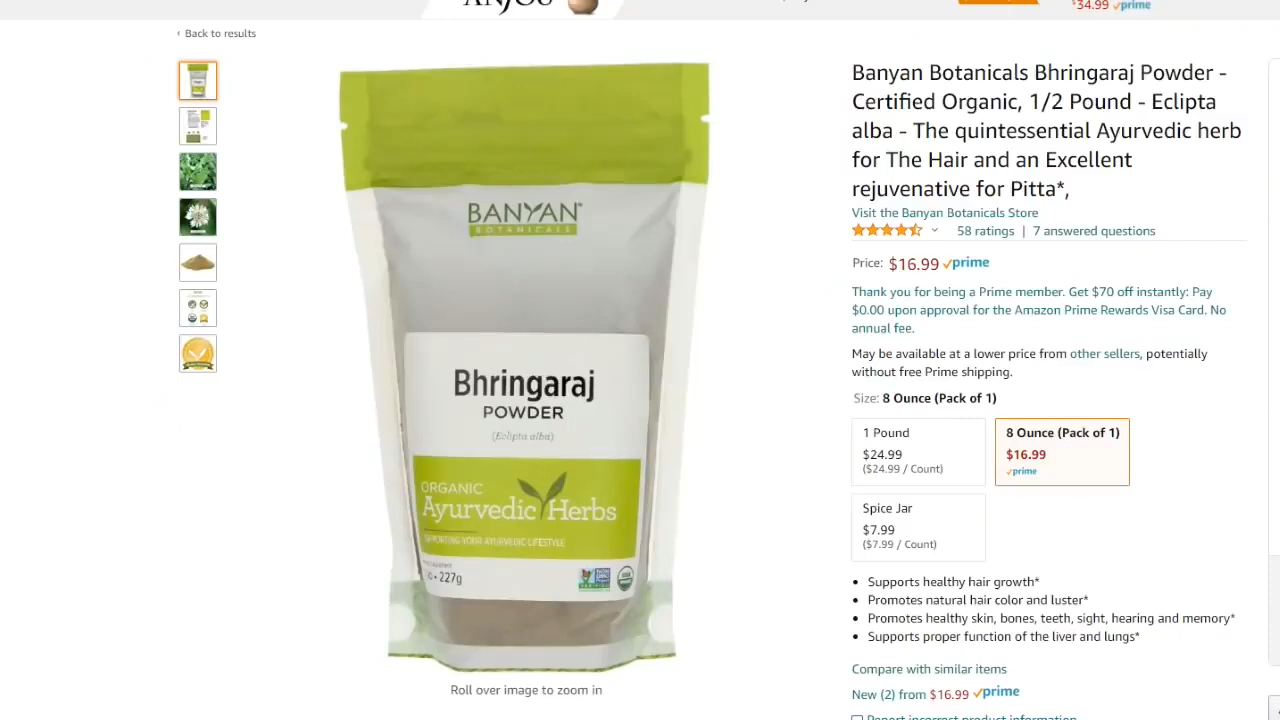 ANJOU
$34.99 prime
‹ Back to results
Banyan Botanicals Bhringaraj Powder -
Certified Organic, 1/2 Pound - Eclipta
alba - The quintessential Ayurvedic herb
for The Hair and an Excellent
rejuvenative for Pitta*,
Visit the Banyan Botanicals Store
58 ratings | 7 answered questions
Price: $16.99 prime
Thank you for being a Prime member. Get $70 off instantly: Pay
$0.00 upon approval for the Amazon Prime Rewards Visa Card. No
annual fee.
May be available at a lower price from other sellers, potentially
without free Prime shipping.
Size: 8 Ounce (Pack of 1)
1 Pound
$24.99
($24.99 / Count)
8 Ounce (Pack of 1)
$16.99
prime
Spice Jar
$7.99
($7.99 / Count)
• Supports healthy hair growth*
• Promotes natural hair color and luster*
• Promotes healthy skin, bones, teeth, sight, hearing and memory*
• Supports proper function of the liver and lungs*
Compare with similar items
New (2) from $16.99 prime
Report incorrect product information
BANYAN
BOTANICALS
Bhringaraj
POWDER
(Eclipta alba)
ORGANIC
Ayurvedic Herbs
SUPPORTING YOUR AYURVEDIC LIFESTYLE
• 227g
Roll over image to zoom in